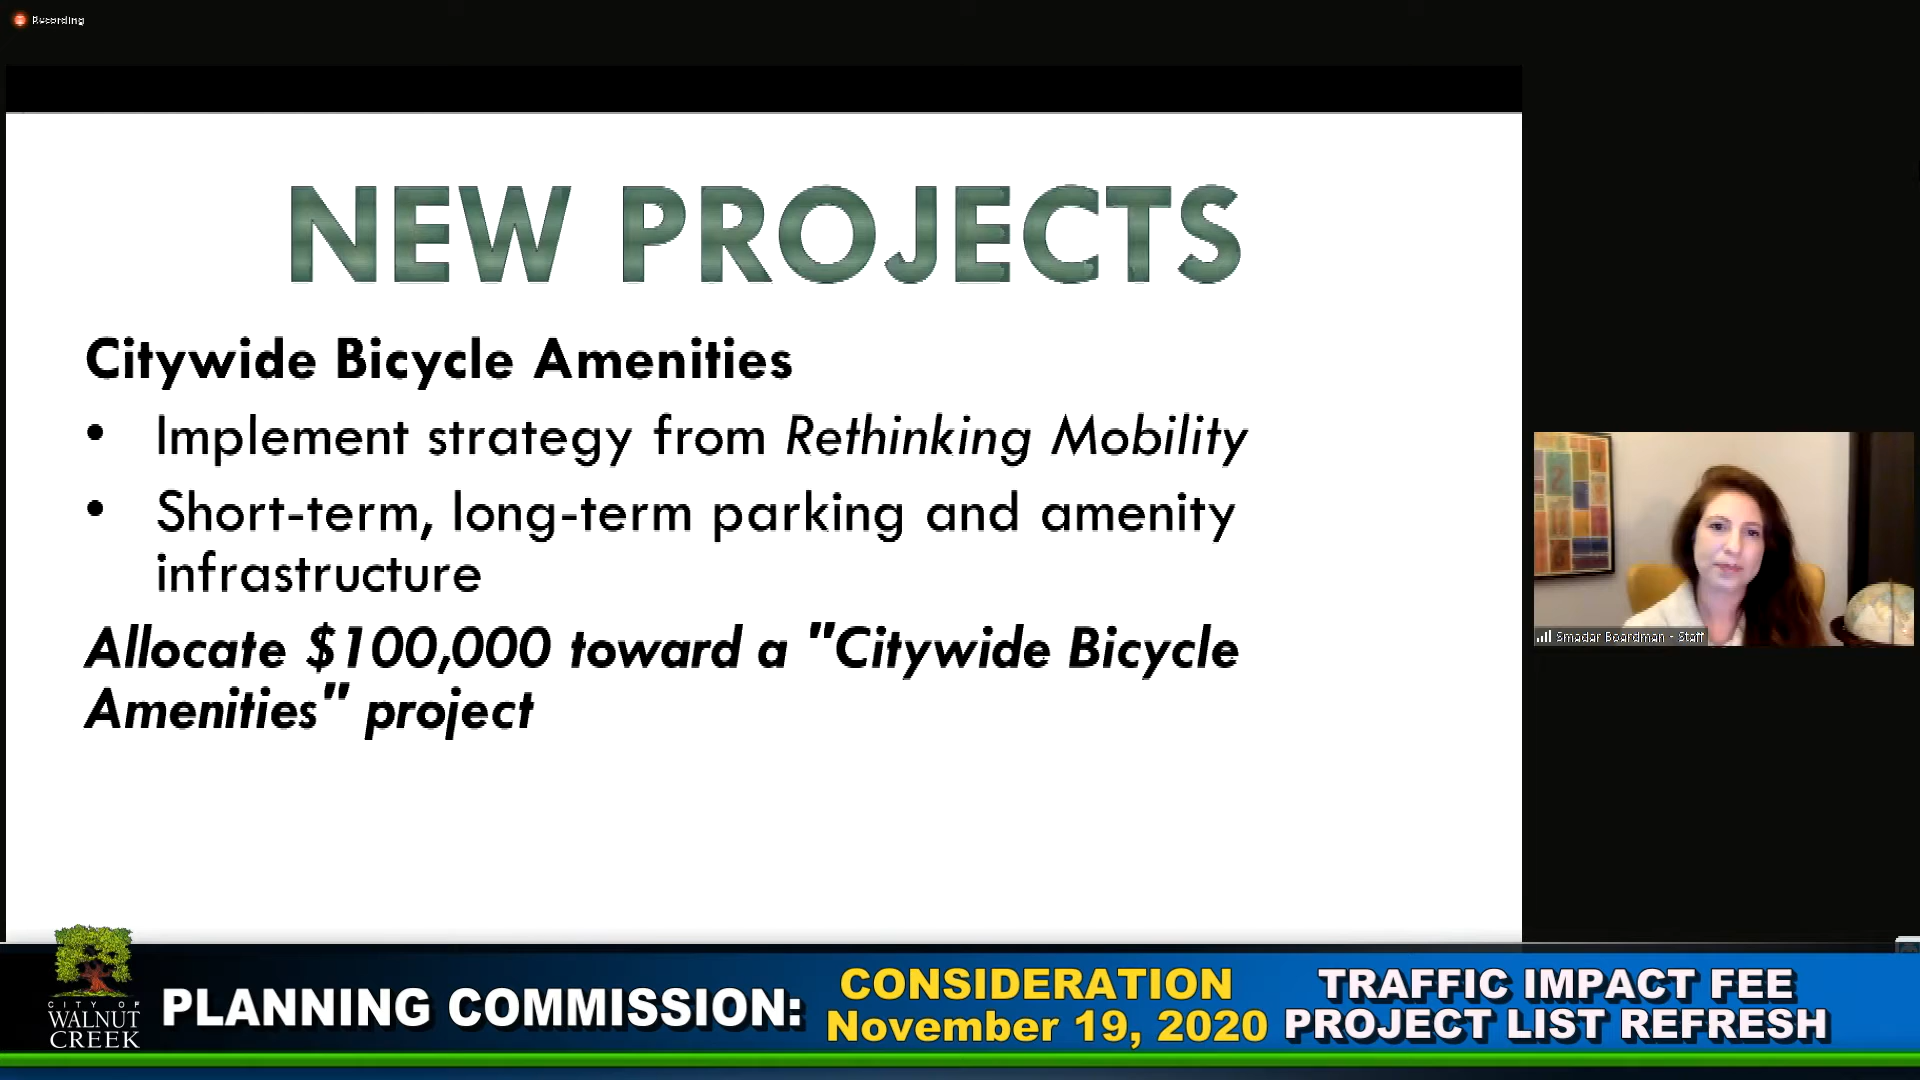 Recording
NEW PROJECTS
Citywide Bicycle Amenities
• Implement strategy from Rethinking Mobility
• Short-term, long-term parking and amenity
infrastructure
Allocate $100,000 toward a "Citywide Bicycle
Amenities" project
Smadar Boardman - Staff
CITY OF
WALNUT
CREEK
PLANNING COMMISSION:
CONSIDERATION
November 19, 2020
TRAFFIC IMPACT FEE
PROJECT LIST REFRESH